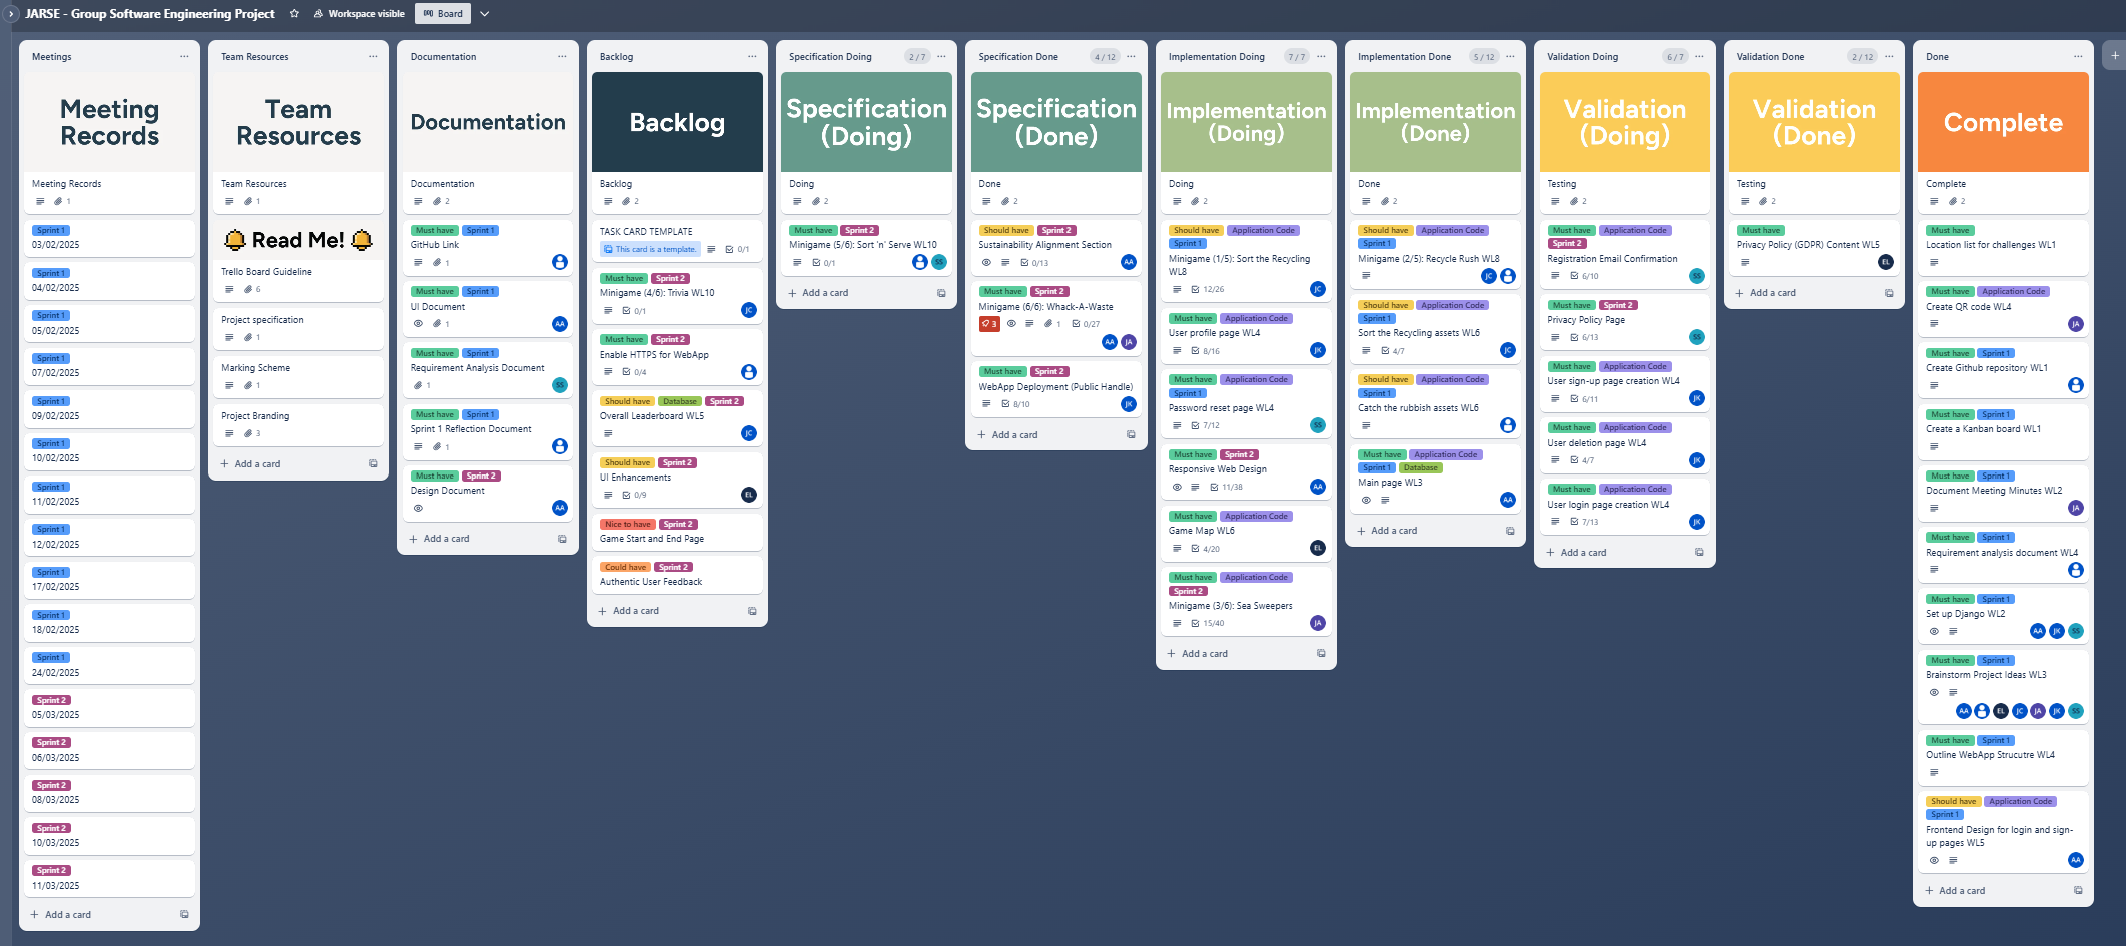 JARSE - Group Software Engineering Project
Workspace visible
Board
Meetings
Meeting
Records
Meeting Records
1
Sprint 1
03/02/2025
Sprint 1
04/02/2025
Sprint 1
05/02/2025
Sprint 1
07/02/2025
Sprint 1
09/02/2025
Sprint 1
10/02/2025
Sprint 1
11/02/2025
Sprint 1
12/02/2025
Sprint 1
17/02/2025
Sprint 1
18/02/2025
Sprint 1
24/02/2025
Sprint 2
05/03/2025
Sprint 2
06/03/2025
Sprint 2
08/03/2025
Sprint 2
10/03/2025
Sprint 2
11/03/2025
Add a card
Team Resources
Team
Resources
Team Resources
1
Read Me!
Trello Board Guideline
6
Project specification
1
Marking Scheme
1
Project Branding
3
Add a card
Documentation
Documentation
Documentation
2
Must have Sprint 1
GitHub Link
1
Must have Sprint 1
UI Document
1
AA
Must have Sprint 1
Requirement Analysis Document
1
SS
Must have Sprint 1
Sprint 1 Reflection Document
1
Must have Sprint 2
Design Document
AA
Add a card
Backlog
Backlog
Backlog
2
TASK CARD TEMPLATE
This card is a template. 0/1
Must have Sprint 2
Minigame (4/6): Trivia WL10
0/1
JC
Must have Sprint 2
Enable HTTPS for WebApp
0/4
Should have Database Sprint 2
Overall Leaderboard WL5
JC
Should have Sprint 2
UI Enhancements
0/9
EL
Nice to have Sprint 2
Game Start and End Page
Could have Sprint 2
Authentic User Feedback
Add a card
Specification Doing 2 / 7
Specification
(Doing)
Doing
2
Must have Sprint 2
Minigame (5/6): Sort 'n' Serve WL10
0/1
SS
Add a card
Specification Done 4 / 12
Specification
(Done)
Done
2
Should have Sprint 2
Sustainability Alignment Section
0/13
AA
Must have Sprint 2
Minigame (6/6): Whack-A-Waste
3 1 0/27
AA JA
Must have Sprint 2
WebApp Deployment (Public Handle)
8/10
JK
Add a card
Implementation Doing 7 / 7
Implementation
(Doing)
Doing
2
Should have Application Code
Sprint 1
Minigame (1/5): Sort the Recycling
WL8
12/26
JC
Must have Application Code
User profile page WL4
8/16
JK
Must have Application Code
Sprint 1
Password reset page WL4
7/12
SS
Must have Sprint 2
Responsive Web Design
11/38
AA
Must have Application Code
Game Map WL6
4/20
EL
Must have Application Code
Sprint 2
Minigame (3/6): Sea Sweepers
15/40
JA
Add a card
Implementation Done 5 / 12
Implementation
(Done)
Done
2
Should have Application Code
Sprint 1
Minigame (2/5): Recycle Rush WL8
JC
Should have Application Code
Sprint 1
Sort the Recycling assets WL6
4/7
JC
Should have Application Code
Sprint 1
Catch the rubbish assets WL6
Must have Application Code
Sprint 1 Database
Main page WL3
AA
Add a card
Validation Doing 6 / 7
Validation
(Doing)
Testing
2
Must have Application Code
Sprint 2
Registration Email Confirmation
6/10
SS
Must have Sprint 2
Privacy Policy Page
6/13
SS
Must have Application Code
User sign-up page creation WL4
6/11
JK
Must have Application Code
User deletion page WL4
4/7
JK
Must have Application Code
User login page creation WL4
7/13
JK
Add a card
Validation Done 2 / 12
Validation
(Done)
Testing
2
Must have
Privacy Policy (GDPR) Content WL5
EL
Add a card
Done
Complete
Complete
2
Must have
Location list for challenges WL1
Must have Application Code
Create QR code WL4
JA
Must have Sprint 1
Create Github repository WL1
Must have Sprint 1
Create a Kanban board WL1
Must have Sprint 1
Document Meeting Minutes WL2
JA
Must have Sprint 1
Requirement analysis document WL4
Must have Sprint 1
Set up Django WL2
AA JK SS
Must have Sprint 1
Brainstorm Project Ideas WL3
AA EL JC JA JK SS
Must have Sprint 1
Outline WebApp Strucutre WL4
Should have Application Code
Sprint 1
Frontend Design for login and sign-
up pages WL5
AA
Add a card